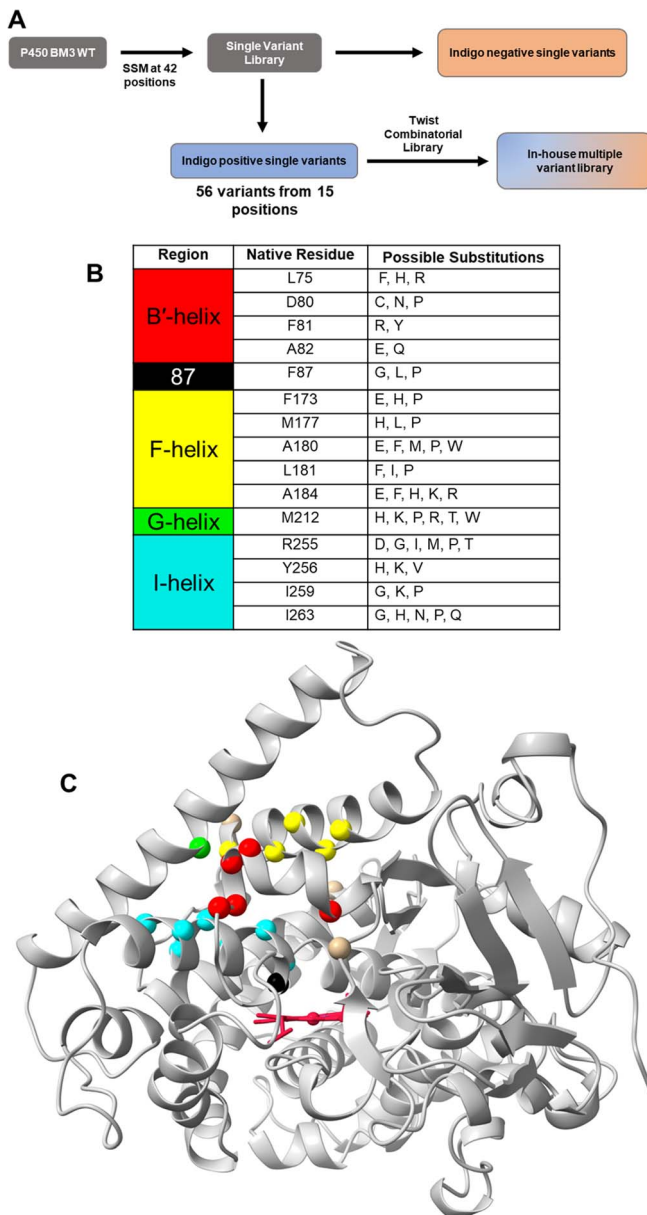 A
P450 BM3 WT
SSM at 42
positions
Single Variant
Library
Indigo negative single variants
Indigo positive single variants
56 variants from 15
positions
Twist
Combinatorial
Library
In-house multiple
variant library
B
Region Native Residue Possible Substitutions
B′-helix
L75 F, H, R
D80 C, N, P
F81 R, Y
A82 E, Q
87 F87 G, L, P
F-helix
F173 E, H, P
M177 H, L, P
A180 E, F, M, P, W
L181 F, I, P
A184 E, F, H, K, R
G-helix M212 H, K, P, R, T, W
I-helix
R255 D, G, I, M, P, T
Y256 H, K, V
I259 G, K, P
I263 G, H, N, P, Q
C